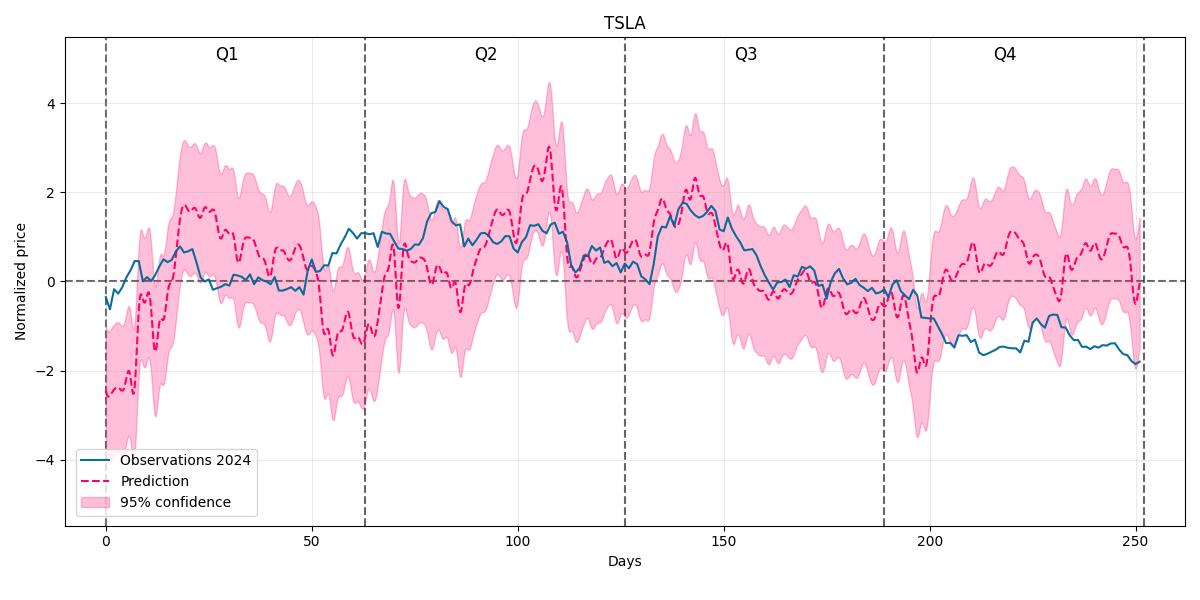 TSLA
Q1 Q2 Q3 Q4
Normalized price
4
2
0
−2
−4
Observations 2024
Prediction
95% confidence
0 50 100 150 200 250
Days